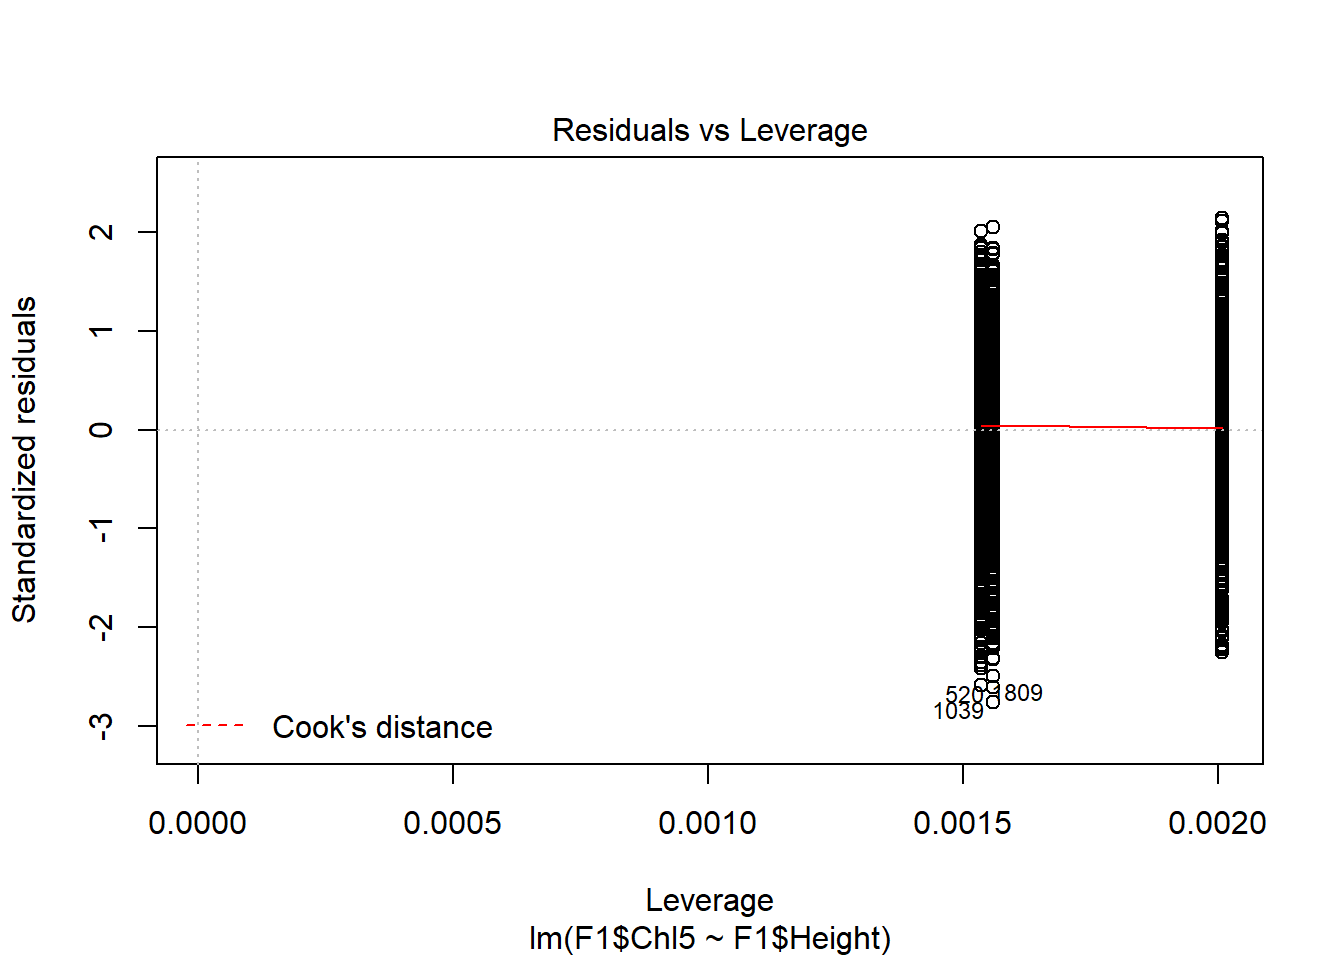 Residuals vs Leverage
Standardized residuals
2
1
0
-1
-2
-3
520
1809
1039
Cook's distance
0.0000 0.0005 0.0010 0.0015 0.0020
Leverage
lm(F1$Chl5 ~ F1$Height)